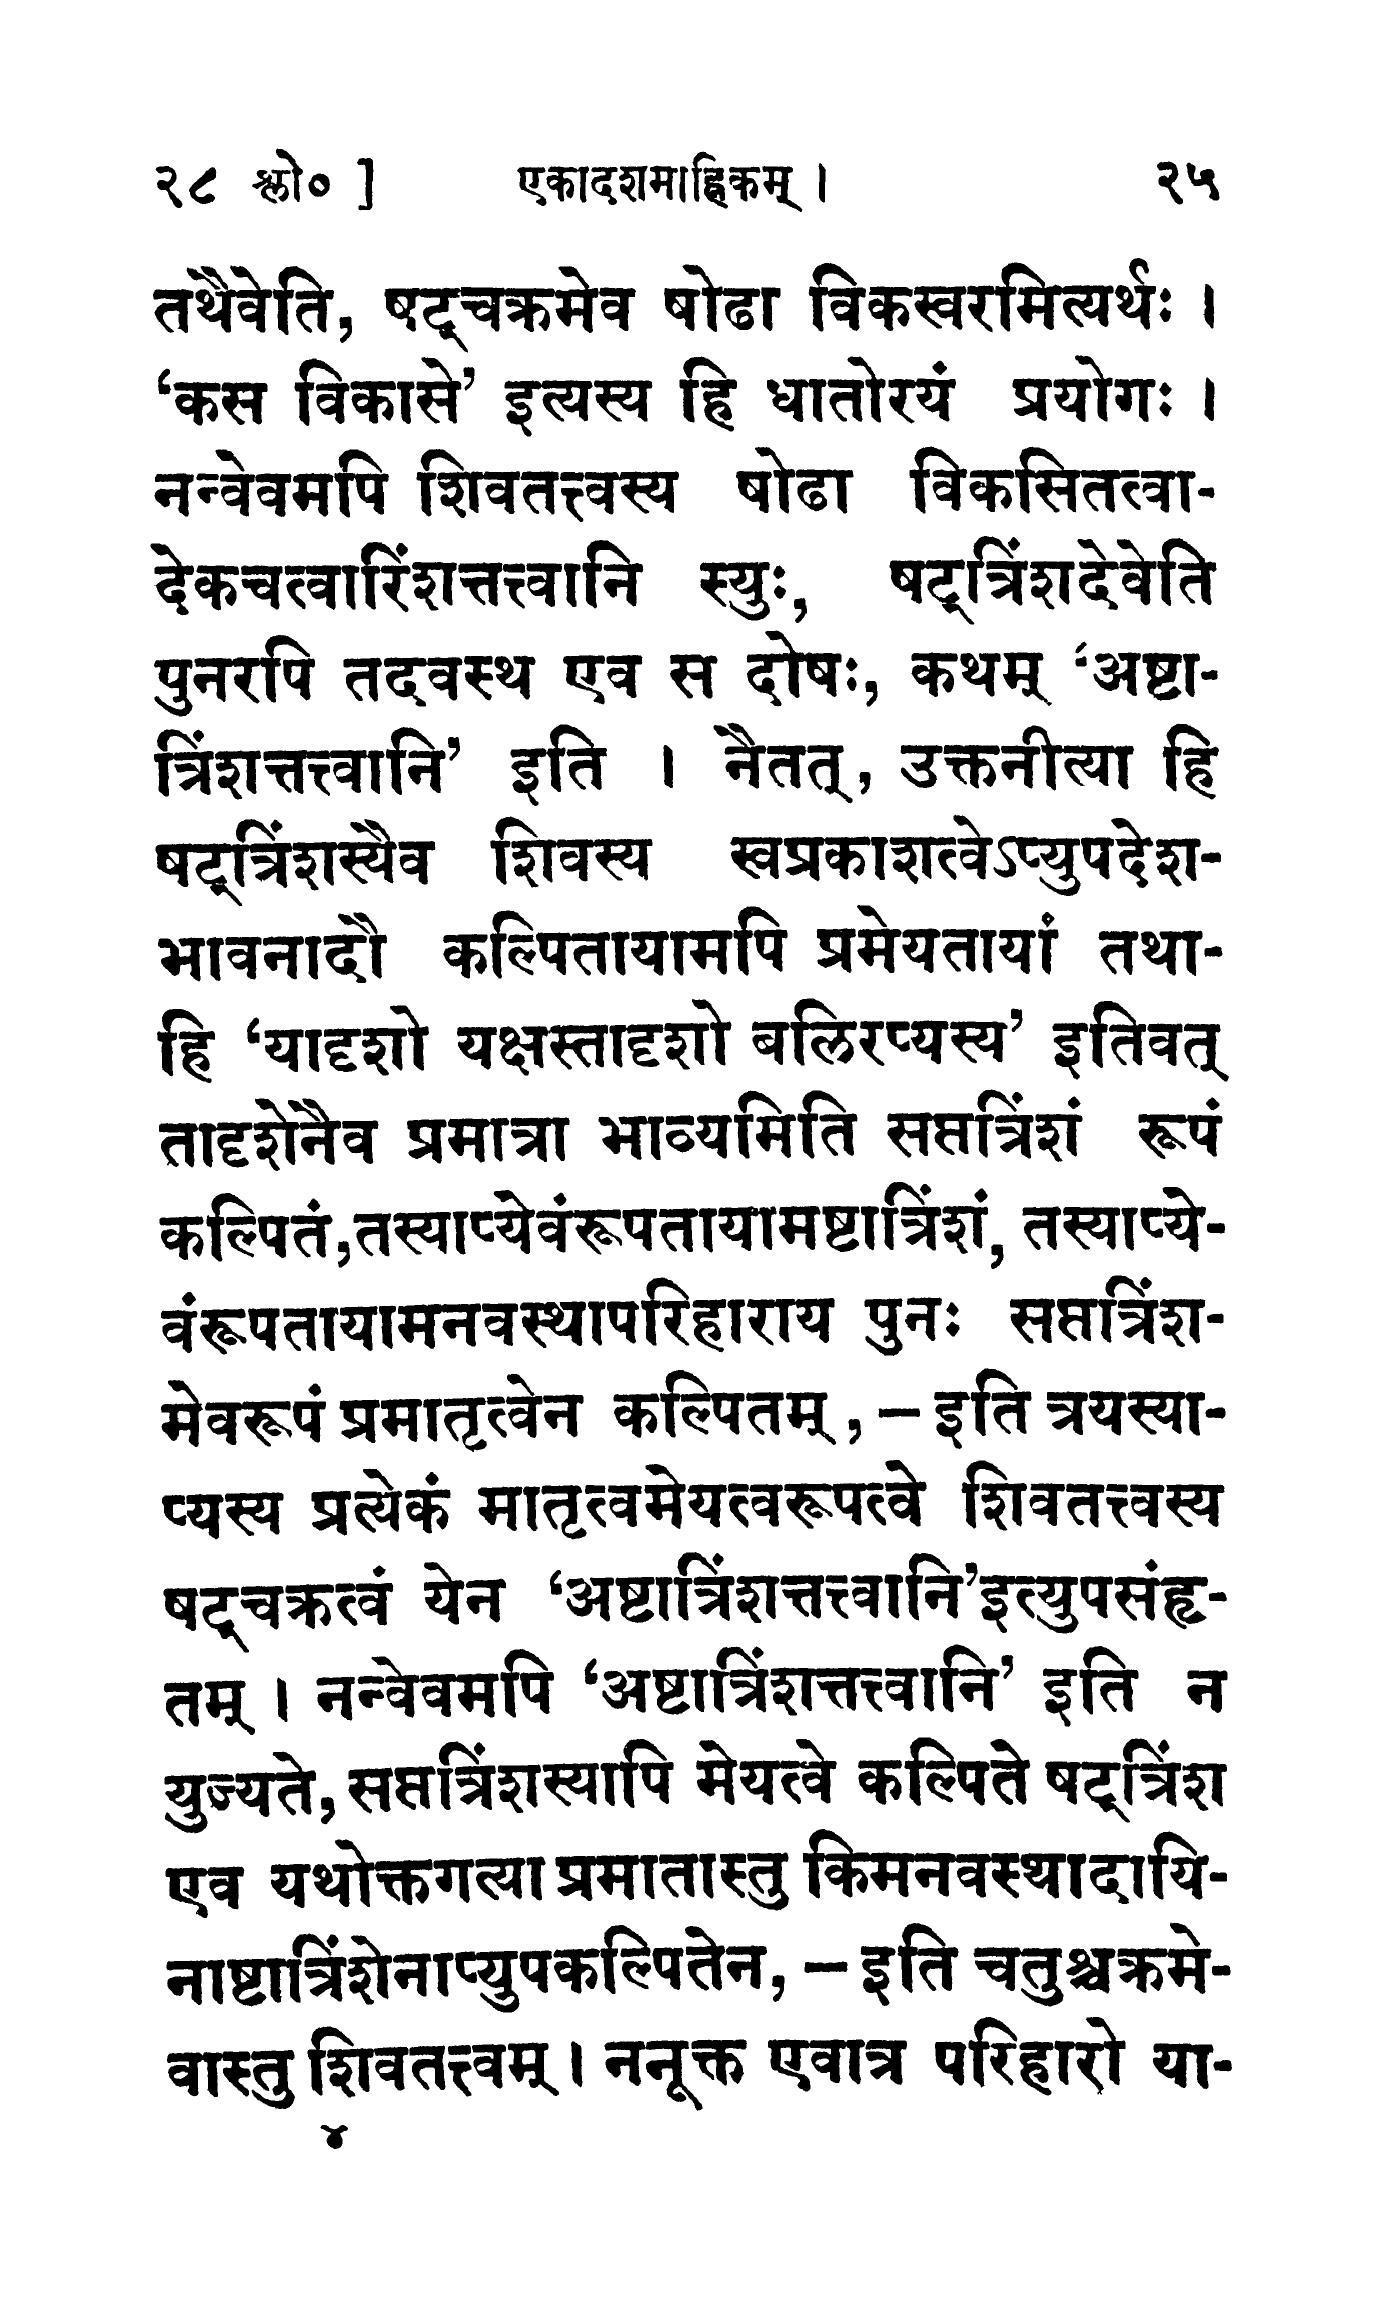 २८ श्लो० ] एकादशमाह्निकम् । २५
तथैवेति, षट्चक्रमेव षोढा विकस्वरमित्यर्थः ।
‘कस विकासे’ इत्यस्य हि धातोरयं प्रयोगः ।
नन्वेवमपि शिवतत्त्वस्य षोढा विकसितत्वा-
देकचत्वारिंशत्तत्त्वानि स्युः, षट्त्रिंशदेवेति
पुनरपि तदवस्थ एव स दोषः, कथम् ‘अष्टा-
त्रिंशत्तत्त्वानि’ इति । नैतत्, उक्तनीत्या हि
षट्त्रिंशस्यैव शिवस्य स्वप्रकाशत्वेऽप्युपदेश-
भावनादौ कल्पितायामपि प्रमेयतायां तथा-
हि ‘यादृशो यक्षस्तादृशो बलिरप्यस्य’ इतिवत्
तादृशेनैव प्रमात्रा भाव्यमिति सप्तत्रिंशं रूपं
कल्पितं,तस्याप्येवंरूपतायामष्टात्रिंशं, तस्याप्ये-
वंरूपतायामनवस्थापरिहाराय पुनः सप्तत्रिंश-
मेवरूपं प्रमातृत्वेन कल्पितम्,—इति त्रयस्या-
प्यस्य प्रत्येकं मातृत्वमेयत्वरूपत्वे शिवतत्त्वस्य
षट्चक्रत्वं येन ‘अष्टात्रिंशत्तत्त्वानि’इत्युपसंहृ-
तम् । नन्वेवमपि ‘अष्टात्रिंशत्तत्त्वानि’ इति न
युज्यते, सप्तत्रिंशस्यापि मेयत्वे कल्पिते षट्त्रिंश
एव यथोक्तगत्या प्रमातास्तु किमनवस्थादायि-
नाष्टात्रिंशेनाप्युपकल्पितेन,—इति चतुश्चक्रमे-
वास्तु शिवतत्त्वम् । ननूक्त एवात्र परिहारो या-
४